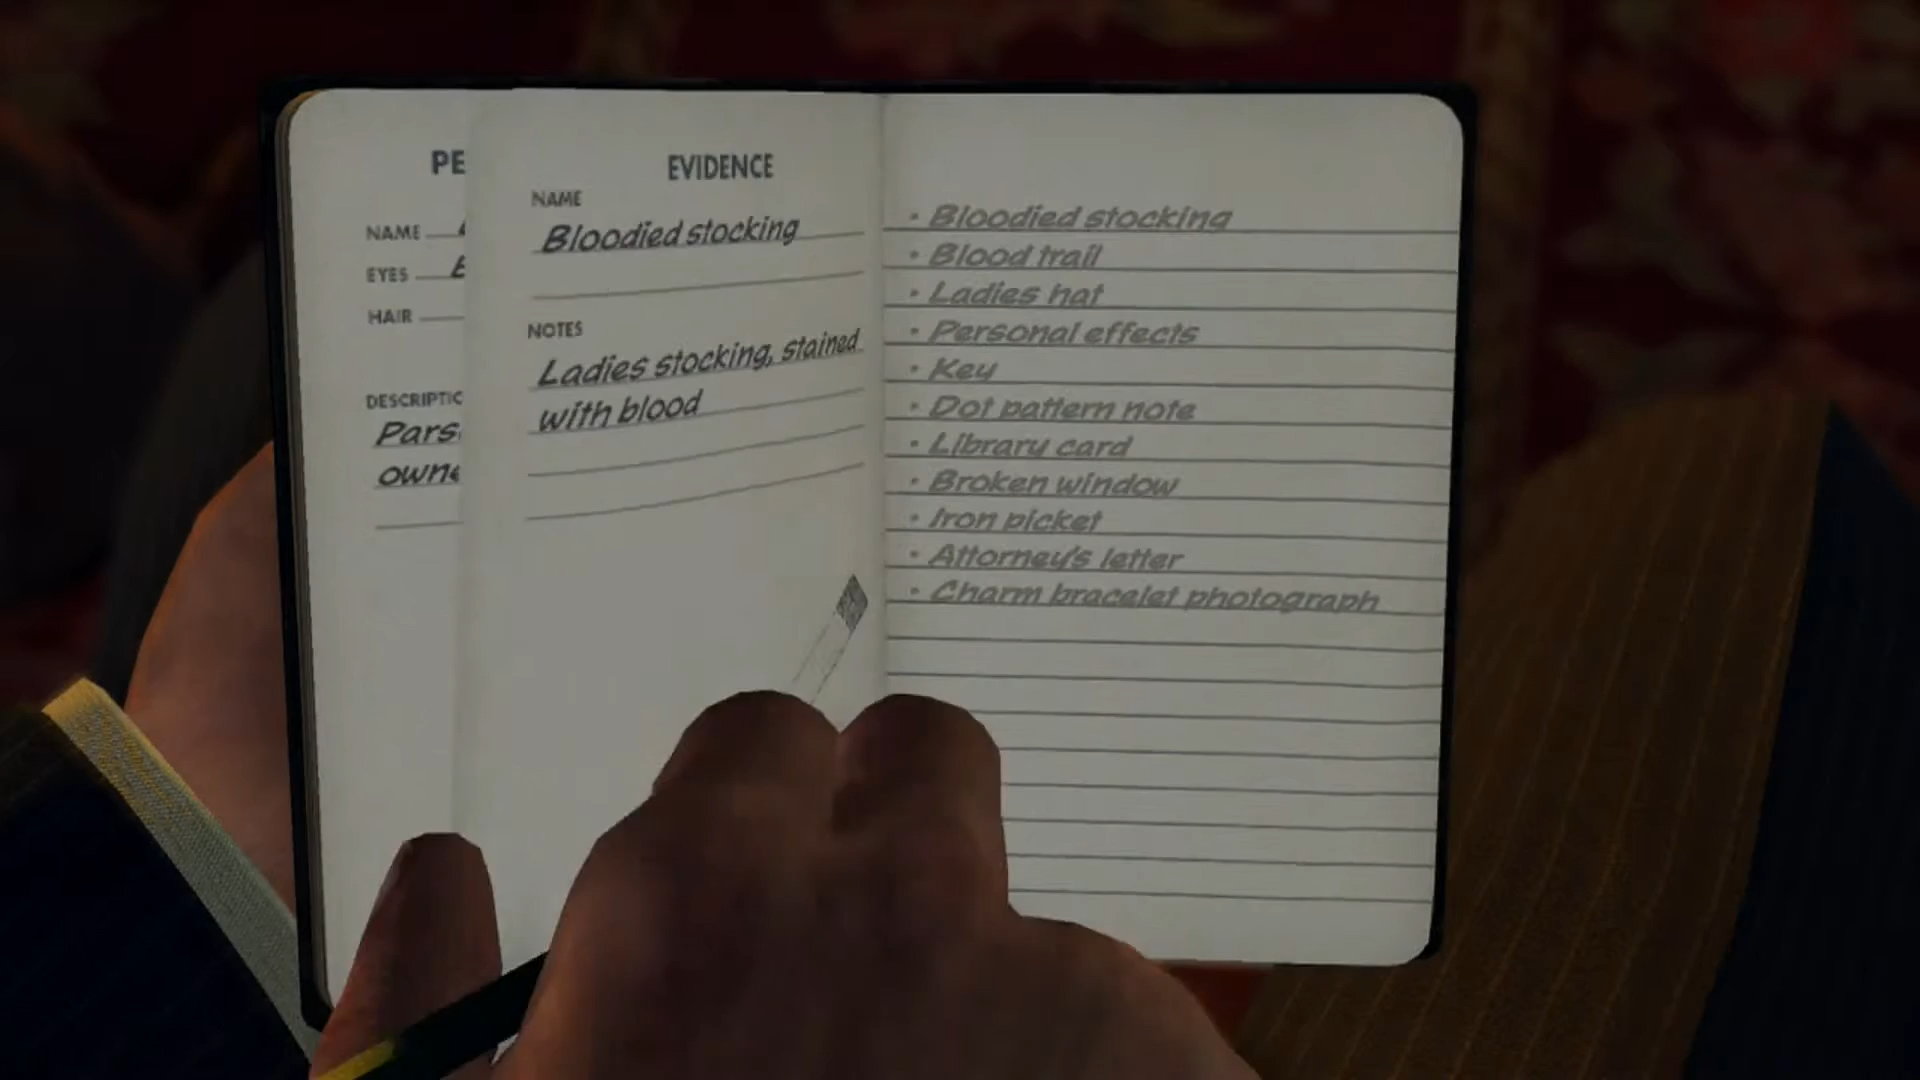 PE
NAME
EYES
HAIR
DESCRIPTIO
Pars
owne
EVIDENCE
NAME
Bloodied stocking
NOTES
Ladies stocking, stained
with blood
• Bloodied stocking
• Blood trail
• Ladies hat
• Personal effects
• Key
• Dot pattern note
• Library card
• Broken window
• Iron picket
• Attorney's letter
• Charm bracelet photograph